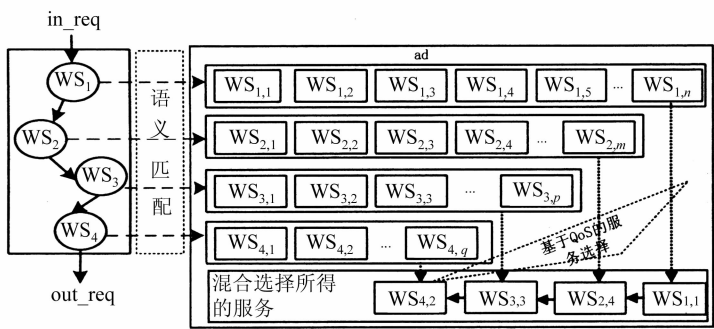 in_req
WS1
WS2
WS3
WS4
out_req
语义匹配
ad
WS1,1 WS1,2 WS1,3 WS1,4 WS1,5 ... WS1,n
WS2,1 WS2,2 WS2,3 WS2,4 ... WS2,m
WS3,1 WS3,2 WS3,3 ... WS3,p
WS4,1 WS4,2 ... WS4,q
基于QoS的服
务选择
混合选择所得
的服务
WS4,2 WS3,3 WS2,4 WS1,1